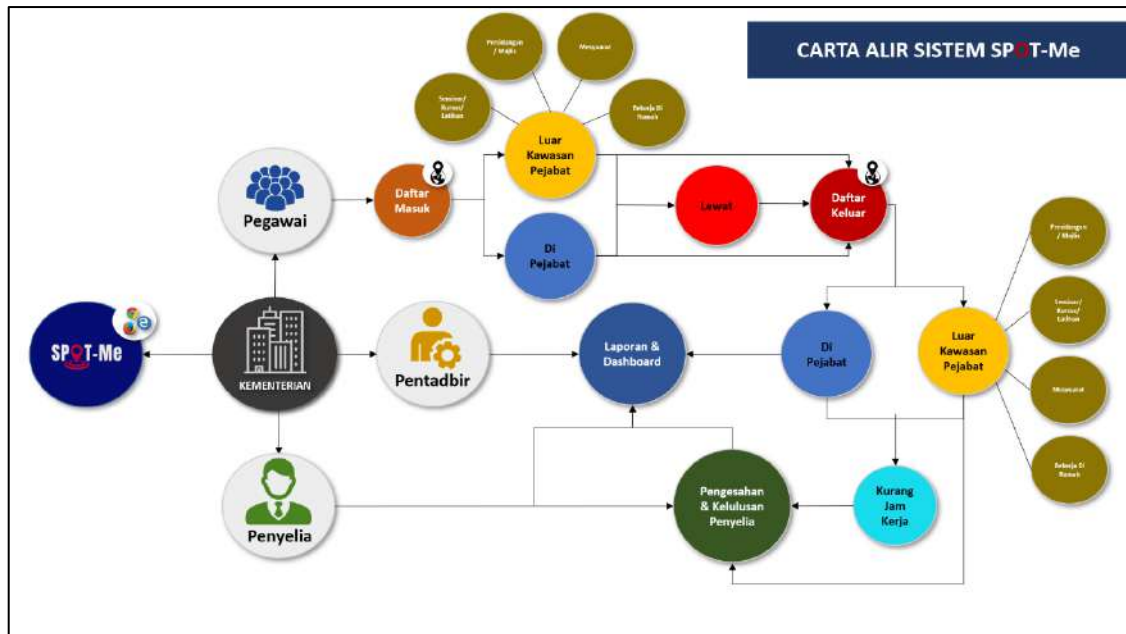 CARTA ALIR SISTEM SPOT-Me
Persidangan
/ Majlis
Mesyuarat
Seminar/
Kursus/
Latihan
Bekerja Di
Rumah
Luar
Kawasan
Pejabat
Pegawai
Daftar
Masuk
Lewat
Daftar
Keluar
Di
Pejabat
Persidangan
/ Majlis
Seminar/
Kursus/
Latihan
Mesyuarat
Bekerja Di
Rumah
SPOT-Me
KEMENTERIAN
Pentadbir
Laporan &
Dashboard
Di
Pejabat
Luar
Kawasan
Pejabat
Penyelia
Pengesahan
& Kelulusan
Penyelia
Kurang
Jam
Kerja